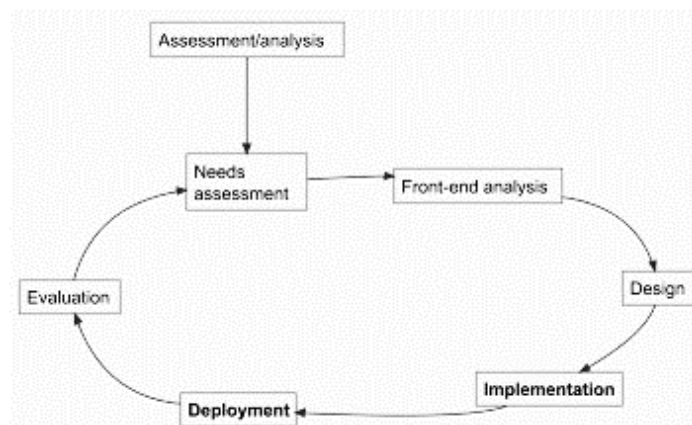 Assessment/analysis
Needs
assessment
Front-end analysis
Evaluation
Design
Implementation
Deployment